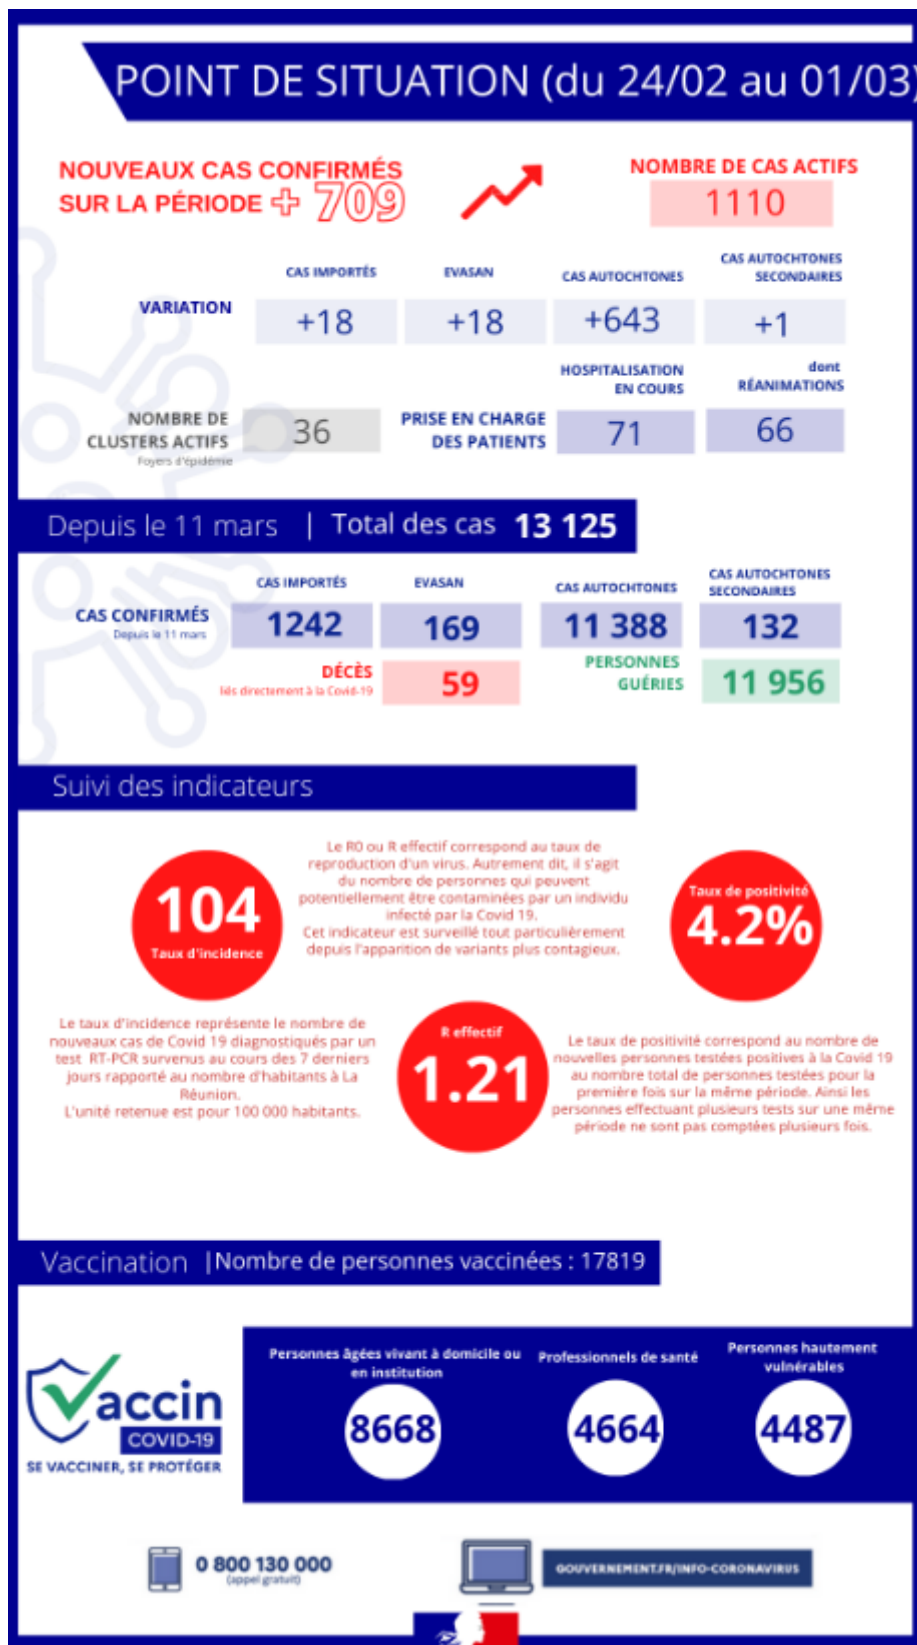 POINT DE SITUATION (du 24/02 au 01/03)
NOUVEAUX CAS CONFIRMÉS
SUR LA PÉRIODE + 709
NOMBRE DE CAS ACTIFS
1110
CAS IMPORTÉS
EVASAN
CAS AUTOCHTONES
CAS AUTOCHTONES
SECONDAIRES
VARIATION
+18
+18
+643
+1
HOSPITALISATION
EN COURS
dont
RÉANIMATIONS
NOMBRE DE
CLUSTERS ACTIFS
Foyers d'épidémie
36
PRISE EN CHARGE
DES PATIENTS
71
66
Depuis le 11 mars | Total des cas 13 125
CAS IMPORTÉS
EVASAN
CAS AUTOCHTONES
CAS AUTOCHTONES
SECONDAIRES
CAS CONFIRMÉS
Depuis le 11 mars
1242
169
11 388
132
DÉCÈS
liés directement à la Covid-19
59
PERSONNES
GUÉRIES
11 956
Suivi des indicateurs
104
Taux d'incidence
Le R0 ou R effectif correspond au taux de
reproduction d'un virus. Autrement dit, il s'agit
du nombre de personnes qui peuvent
potentiellement être contaminées par un individu
infecté par la Covid 19.
Cet indicateur est surveillé tout particulièrement
depuis l'apparition de variants plus contagieux.
Taux de positivité
4.2%
Le taux d'incidence représente le nombre de
nouveaux cas de Covid 19 diagnostiqués par un
test RT-PCR survenus au cours des 7 derniers
jours rapporté au nombre d'habitants à La
Réunion.
L'unité retenue est pour 100 000 habitants.
R effectif
1.21
Le taux de positivité correspond au nombre de
nouvelles personnes testées positives à la Covid 19
au nombre total de personnes testées pour la
première fois sur la même période. Ainsi les
personnes effectuant plusieurs tests sur une même
période ne sont pas comptées plusieurs fois.
Vaccination |Nombre de personnes vaccinées : 17819
Vaccin
COVID-19
SE VACCINER, SE PROTÉGER
Personnes âgées vivant à domicile ou
en institution
8668
Professionnels de santé
4664
Personnes hautement
vulnérables
4487
0 800 130 000
(appel gratuit)
GOUVERNEMENT.FR/INFO-CORONAVIRUS